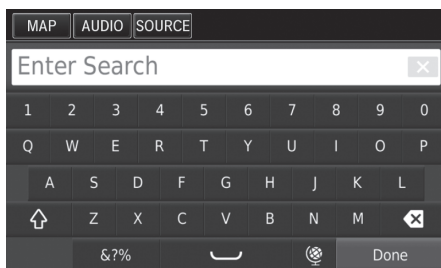 MAP AUDIO SOURCE
Enter Search
1 2 3 4 5 6 7 8 9 0
Q W E R T Y U I O P
A S D F G H J K L
Z X C V B N M
&?% Done